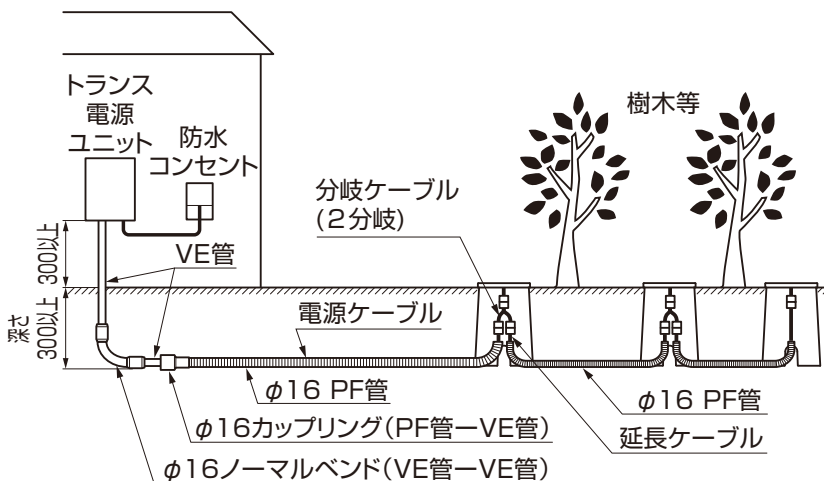 トランス
電源
ユニット
防水
コンセント
樹木等
分岐ケーブル
(2分岐)
300以上
VE管
深さ
300以上
電源ケーブル
φ16 PF管
φ16 PF管
φ16カップリング(PF管ーVE管)
延長ケーブル
φ16ノーマルベンド(VE管ーVE管)